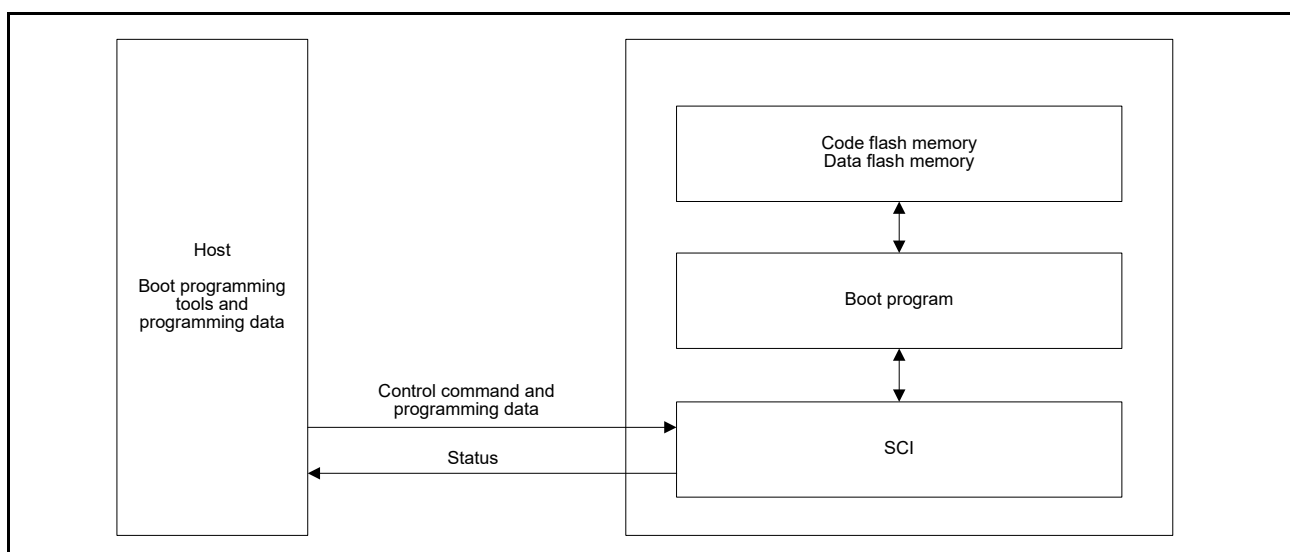 Host
Boot programming
tools and
programming data
Control command and
programming data
Status
Code flash memory
Data flash memory
Boot program
SCI